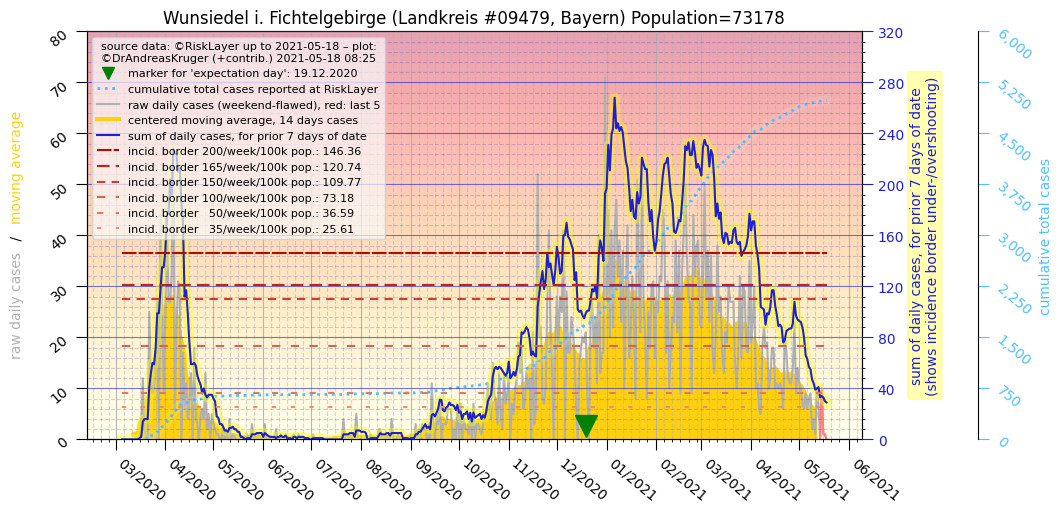 Wunsiedel i. Fichtelgebirge (Landkreis #09479, Bayern) Population=73178
source data: ©RiskLayer up to 2021-05-18 – plot:
©DrAndreasKruger (+contrib.) 2021-05-18 08:25
marker for 'expectation day': 19.12.2020
cumulative total cases reported at RiskLayer
raw daily cases (weekend-flawed), red: last 5
centered moving average, 14 days cases
sum of daily cases, for prior 7 days of date
incid. border 200/week/100k pop.: 146.36
incid. border 165/week/100k pop.: 120.74
incid. border 150/week/100k pop.: 109.77
incid. border 100/week/100k pop.: 73.18
incid. border 50/week/100k pop.: 36.59
incid. border 35/week/100k pop.: 25.61
raw daily cases / moving average
80
70
60
50
40
30
20
10
0
320
280
240
200
160
120
80
40
0
sum of daily cases, for prior 7 days of date
(shows incidence border under-/overshooting)
6,000
5,250
4,500
3,750
3,000
2,250
1,500
750
0
cumulative total cases
03/2020
04/2020
05/2020
06/2020
07/2020
08/2020
09/2020
10/2020
11/2020
12/2020
01/2021
02/2021
03/2021
04/2021
05/2021
06/2021